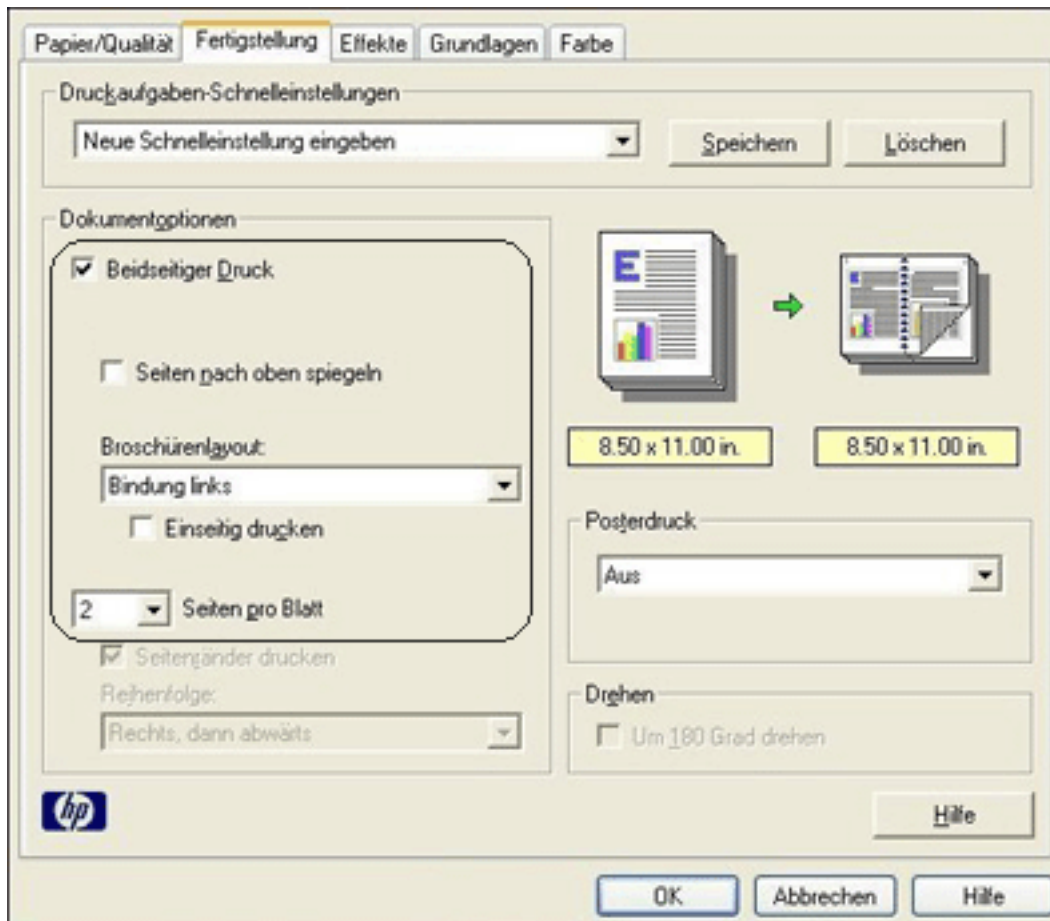 Papier/Qualität Fertigstellung Effekte Grundlagen Farbe
Druckaufgaben-Schnelleinstellungen
Neue Schnelleinstellung eingeben Speichern Löschen
Dokumentoptionen
Beidseitiger Druck
E
Seiten nach oben spiegeln
Broschürenlayout:
8.50 x 11.00 in. 8.50 x 11.00 in.
Bindung links
Einseitig drucken
Posterdruck
Aus
2 Seiten pro Blatt
Seitenränder drucken
Reihenfolge:
Rechts, dann abwärts
Drehen
Um 180 Grad drehen
hp
Hilfe
OK Abbrechen Hilfe